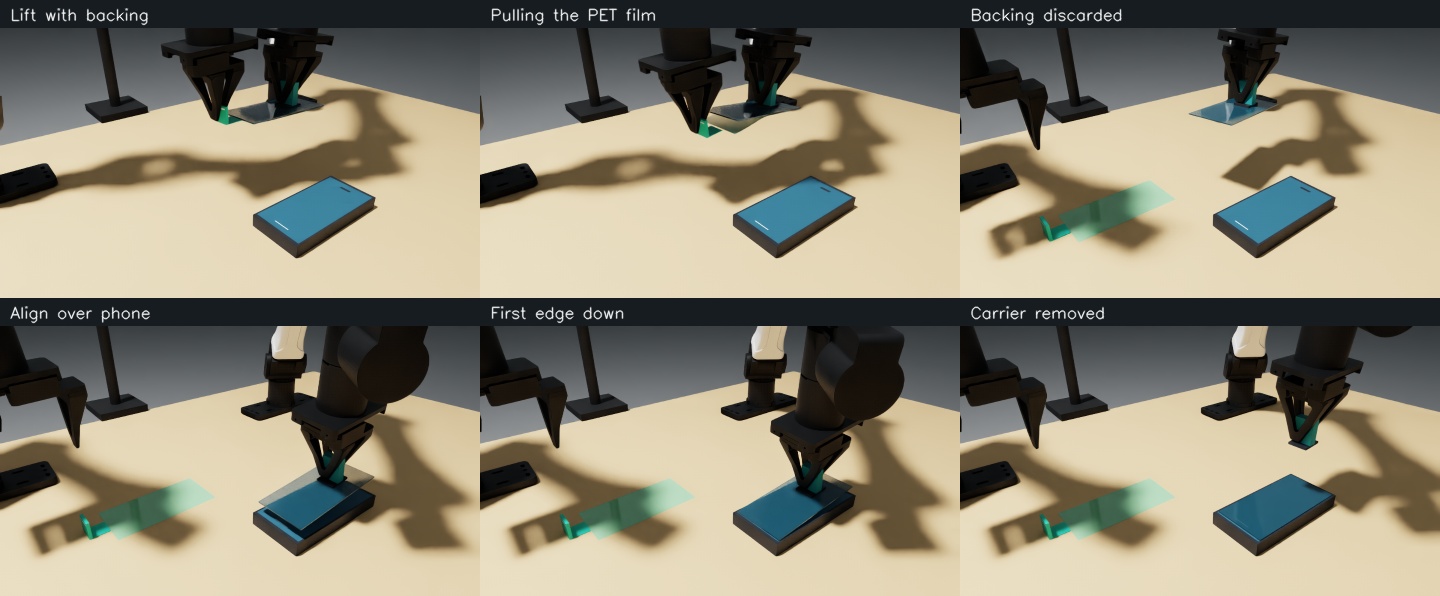 Lift with backing
Pulling the PET film
Backing discarded
Align over phone
First edge down
Carrier removed